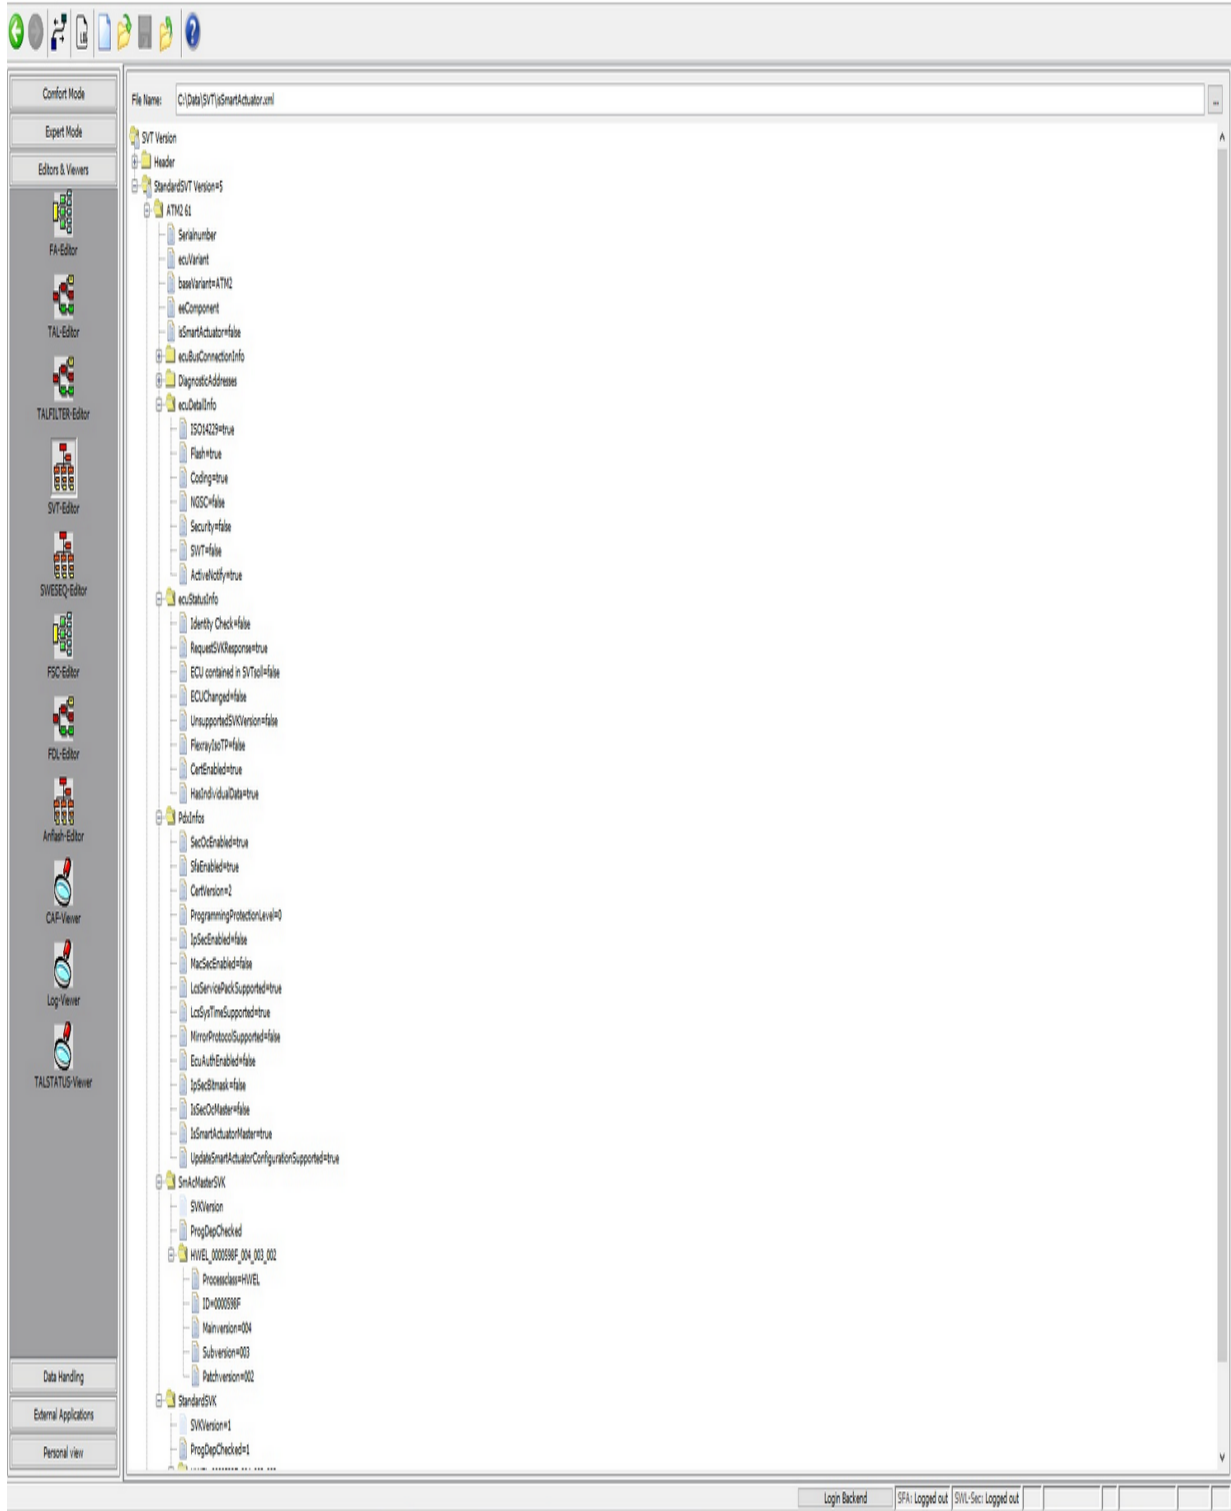 Comfort Mode
Expert Mode
Editors & Viewers
FA-Editor
TAL-Editor
TALFILTER-Editor
SVT-Editor
SWESEQ-Editor
FSC-Editor
FDL-Editor
Anflash-Editor
CAF-Viewer
Log-Viewer
TALSTATUS-Viewer
Data Handling
External Applications
Personal view
File Name: C:\Data\SVT\isSmartActuator.xml
...
SVT Version
Header
StandardSVT Version=5
ATM2 61
Serialnumber
ecuVariant
baseVariant=ATM2
eeComponent
isSmartActuator=false
ecuBusConnectionInfo
DiagnosticAddresses
ecuDetailInfo
ISO14229=true
Flash=true
Coding=true
NGSC=false
Security=false
SWT=false
ActiveNotify=true
ecuStatusInfo
Identity Check=false
RequestSVKResponse=true
ECU contained in SVTsoll=false
ECUChanged=false
UnsupportedSVKVersion=false
FlexrayIsoTP=false
CertEnabled=true
HasIndividualData=true
PdxInfos
SecOcEnabled=true
SfaEnabled=true
CertVersion=2
ProgrammingProtectionLevel=0
IpSecEnabled=false
MacSecEnabled=false
LcsServicePackSupported=true
LcsSysTimeSupported=true
MirrorProtocolSupported=false
EcuAuthEnabled=false
IpSecBitmask=false
IsSecOcMaster=false
IsSmartActuatorMaster=true
UpdateSmartActuatorConfigurationSupported=true
SmAcMasterSVK
SVKVersion
ProgDepChecked
HWEL_0000598F_004_003_002
Processclass=HWEL
ID=0000598F
Mainversion=004
Subversion=003
Patchversion=002
StandardSVK
SVKVersion=1
ProgDepChecked=1
Login Backend
SFA: Logged out
SWL-Sec: Logged out